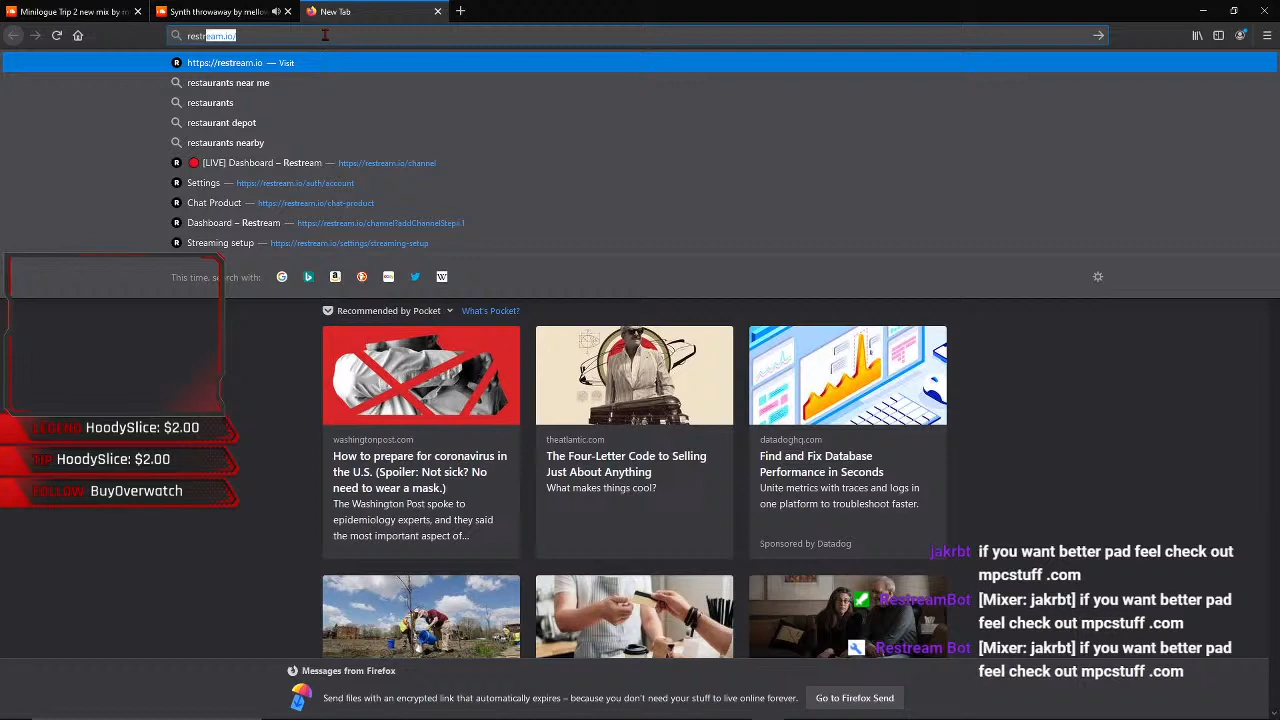 Minilogue Trip 2 new mix by m
Synth throwaway by mellov
New Tab
restream.io/
https://restream.io — Visit
restaurants near me
restaurants
restaurant depot
restaurants nearby
[LIVE] Dashboard – Restream — https://restream.io/channel
Settings — https://restream.io/auth/account
Chat Product — https://restream.io/chat-product
Dashboard – Restream — https://restream.io/channel?addChannelStep=1
Streaming setup — https://restream.io/settings/streaming-setup
This time, search with:
Recommended by Pocket
What's Pocket?
washingtonpost.com
How to prepare for coronavirus in
the U.S. (Spoiler: Not sick? No
need to wear a mask.)
The Washington Post spoke to
epidemiology experts, and they said
the most important aspect of...
theatlantic.com
The Four-Letter Code to Selling
Just About Anything
What makes things cool?
datadoghq.com
Find and Fix Database
Performance in Seconds
Unite metrics with traces and logs in
one platform to troubleshoot faster.
Sponsored by Datadog
LEGEND HoodySlice: $2.00
TIP HoodySlice: $2.00
FOLLOW BuyOverwatch
jakrbt if you want better pad feel check out
mpcstuff .com
RestreamBot [Mixer: jakrbt] if you want better pad
feel check out mpcstuff .com
Restream Bot [Mixer: jakrbt] if you want better pad
feel check out mpcstuff .com
Messages from Firefox
Send files with an encrypted link that automatically expires – because you don't need your stuff to live online forever.
Go to Firefox Send